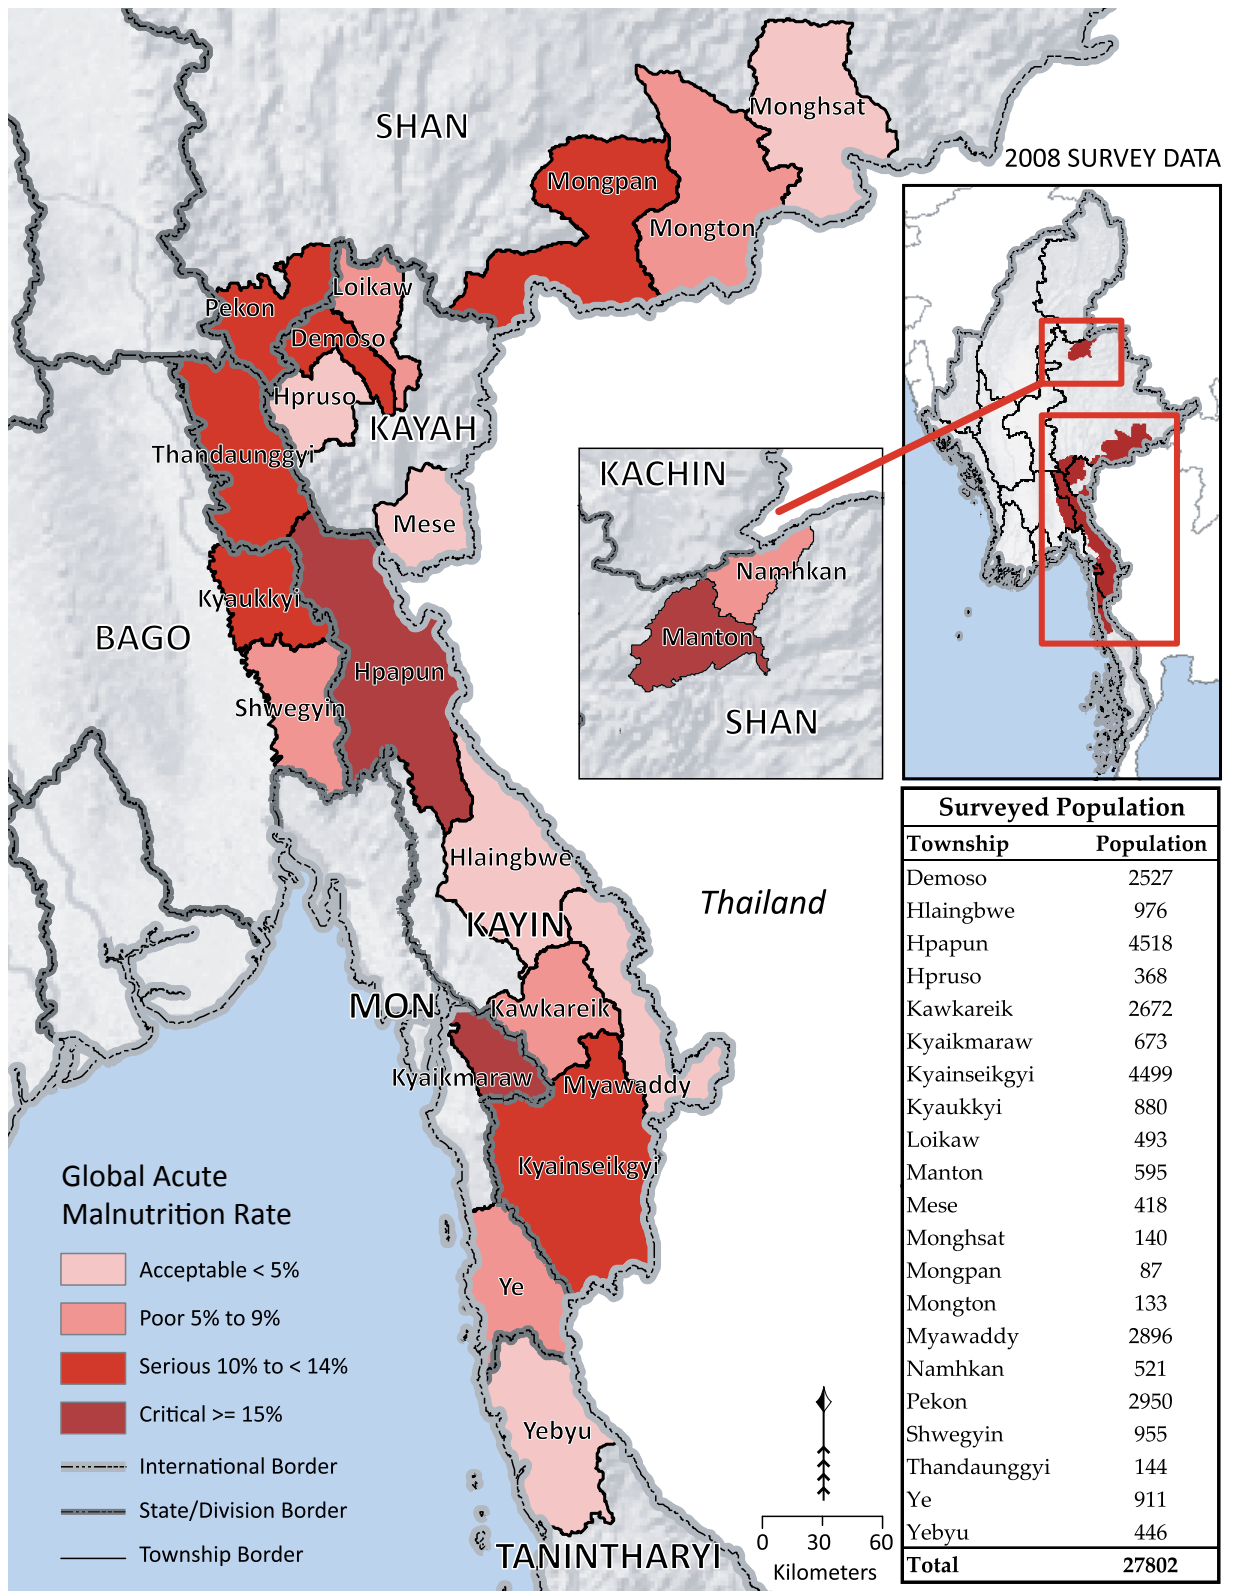 SHAN
Monghsat
2008 SURVEY DATA
Mongpan
Mongton
Loikaw
Pekon
Demoso
Hpruso
KAYAH
Thandaunggyi
KACHIN
Mese
Namhkan
Kyaukkyi
BAGO
Manton
Hpapun
Shwegyin
SHAN
Hlaingbwe
Thailand
KAYIN
MON
Kawkareik
Kyaikmaraw
Myawaddy
Kyainseikgyi
Ye
Yebyu
TANINTHARYI
Global Acute
Malnutrition Rate
Acceptable < 5%
Poor 5% to 9%
Serious 10% to < 14%
Critical >= 15%
International Border
State/Division Border
Township Border
0 30 60
Kilometers
Surveyed Population
Township Population
Demoso 2527
Hlaingbwe 976
Hpapun 4518
Hpruso 368
Kawkareik 2672
Kyaikmaraw 673
Kyainseikgyi 4499
Kyaukkyi 880
Loikaw 493
Manton 595
Mese 418
Monghsat 140
Mongpan 87
Mongton 133
Myawaddy 2896
Namhkan 521
Pekon 2950
Shwegyin 955
Thandaunggyi 144
Ye 911
Yebyu 446
Total 27802